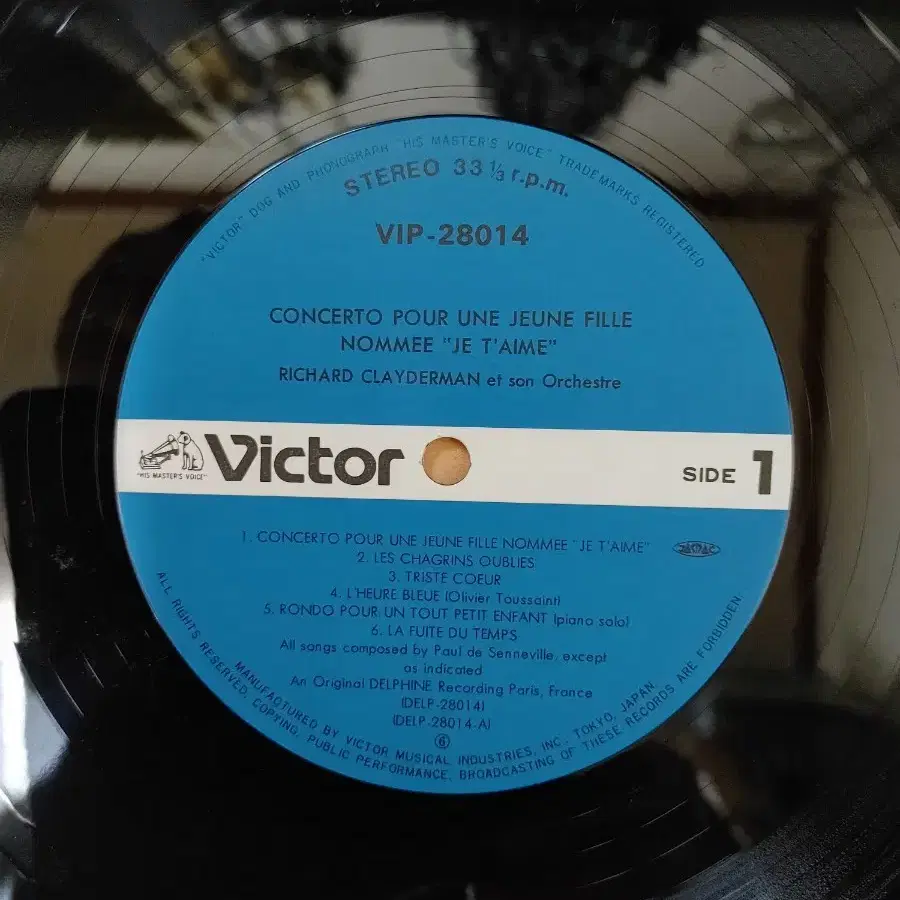 "VICTOR" DOG AND PHONOGRAPH "HIS MASTER'S VOICE" TRADEMARKS REGISTERED
STEREO 33 1/3 r.p.m.
VIP-28014
CONCERTO POUR UNE JEUNE FILLE
NOMMEE "JE T'AIME"
RICHARD CLAYDERMAN et son Orchestre
"HIS MASTER'S VOICE"
Victor
SIDE 1
1. CONCERTO POUR UNE JEUNE FILLE NOMMEE "JE T'AIME"
JASRAC
2. LES CHAGRINS OUBLIES
3. TRISTE COEUR
4. L'HEURE BLEUE (Olivier Toussaint)
5. RONDO POUR UN TOUT PETIT ENFANT (piano solo)
6. LA FUITE DU TEMPS
All songs composed by Paul de Senneville, except
as indicated
An Original DELPHINE Recording Paris, France
(DELP-28014)
(DELP-28014-A)
⑥
MANUFACTURED BY VICTOR MUSICAL INDUSTRIES, INC., TOKYO, JAPAN
ALL RIGHTS RESERVED, COPYING, PUBLIC PERFORMANCE, BROADCASTING OF THESE RECORDS ARE FORBIDDEN